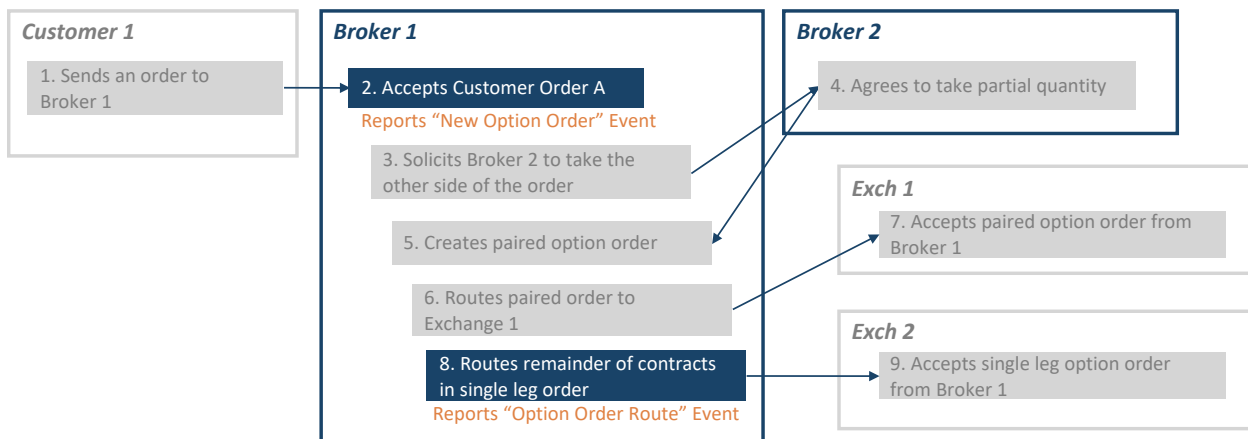 Customer 1
1. Sends an order to
Broker 1
Broker 1
2. Accepts Customer Order A
Reports “New Option Order” Event
3. Solicits Broker 2 to take the
other side of the order
5. Creates paired option order
6. Routes paired order to
Exchange 1
8. Routes remainder of contracts
in single leg order
Reports “Option Order Route” Event
Broker 2
4. Agrees to take partial quantity
Exch 1
7. Accepts paired option order from
Broker 1
Exch 2
9. Accepts single leg option order
from Broker 1